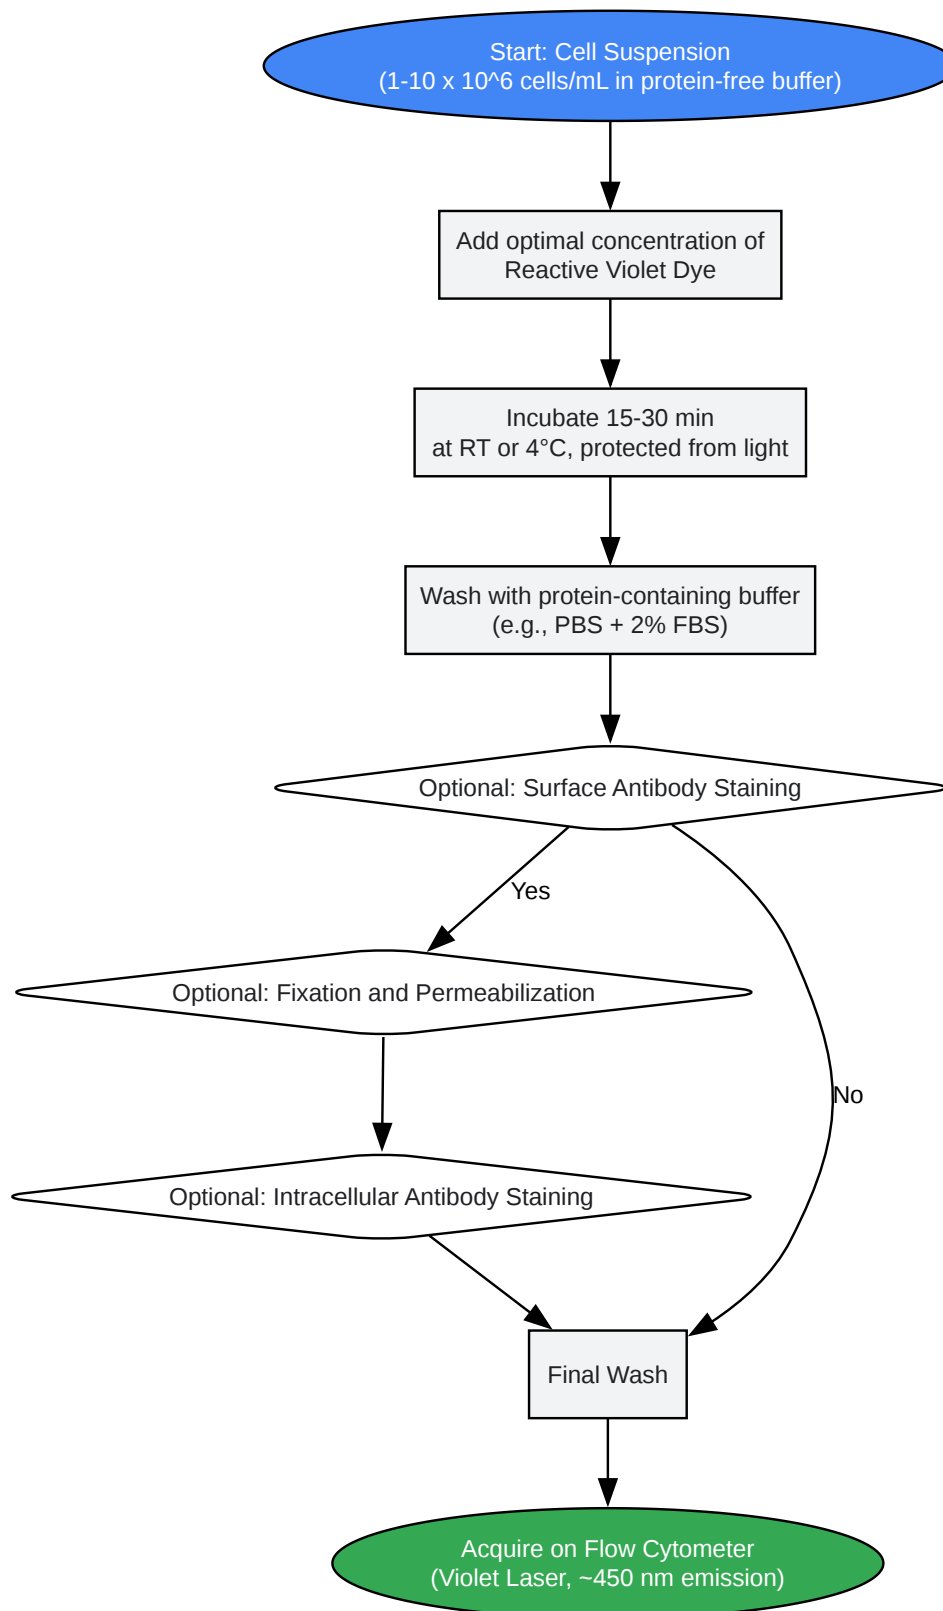 Start: Cell Suspension
(1-10 x 10^6 cells/mL in protein-free buffer)
Add optimal concentration of
Reactive Violet Dye
Incubate 15-30 min
at RT or 4°C, protected from light
Wash with protein-containing buffer
(e.g., PBS + 2% FBS)
Optional: Surface Antibody Staining
Yes
Optional: Fixation and Permeabilization
No
Optional: Intracellular Antibody Staining
Final Wash
Acquire on Flow Cytometer
(Violet Laser, ~450 nm emission)